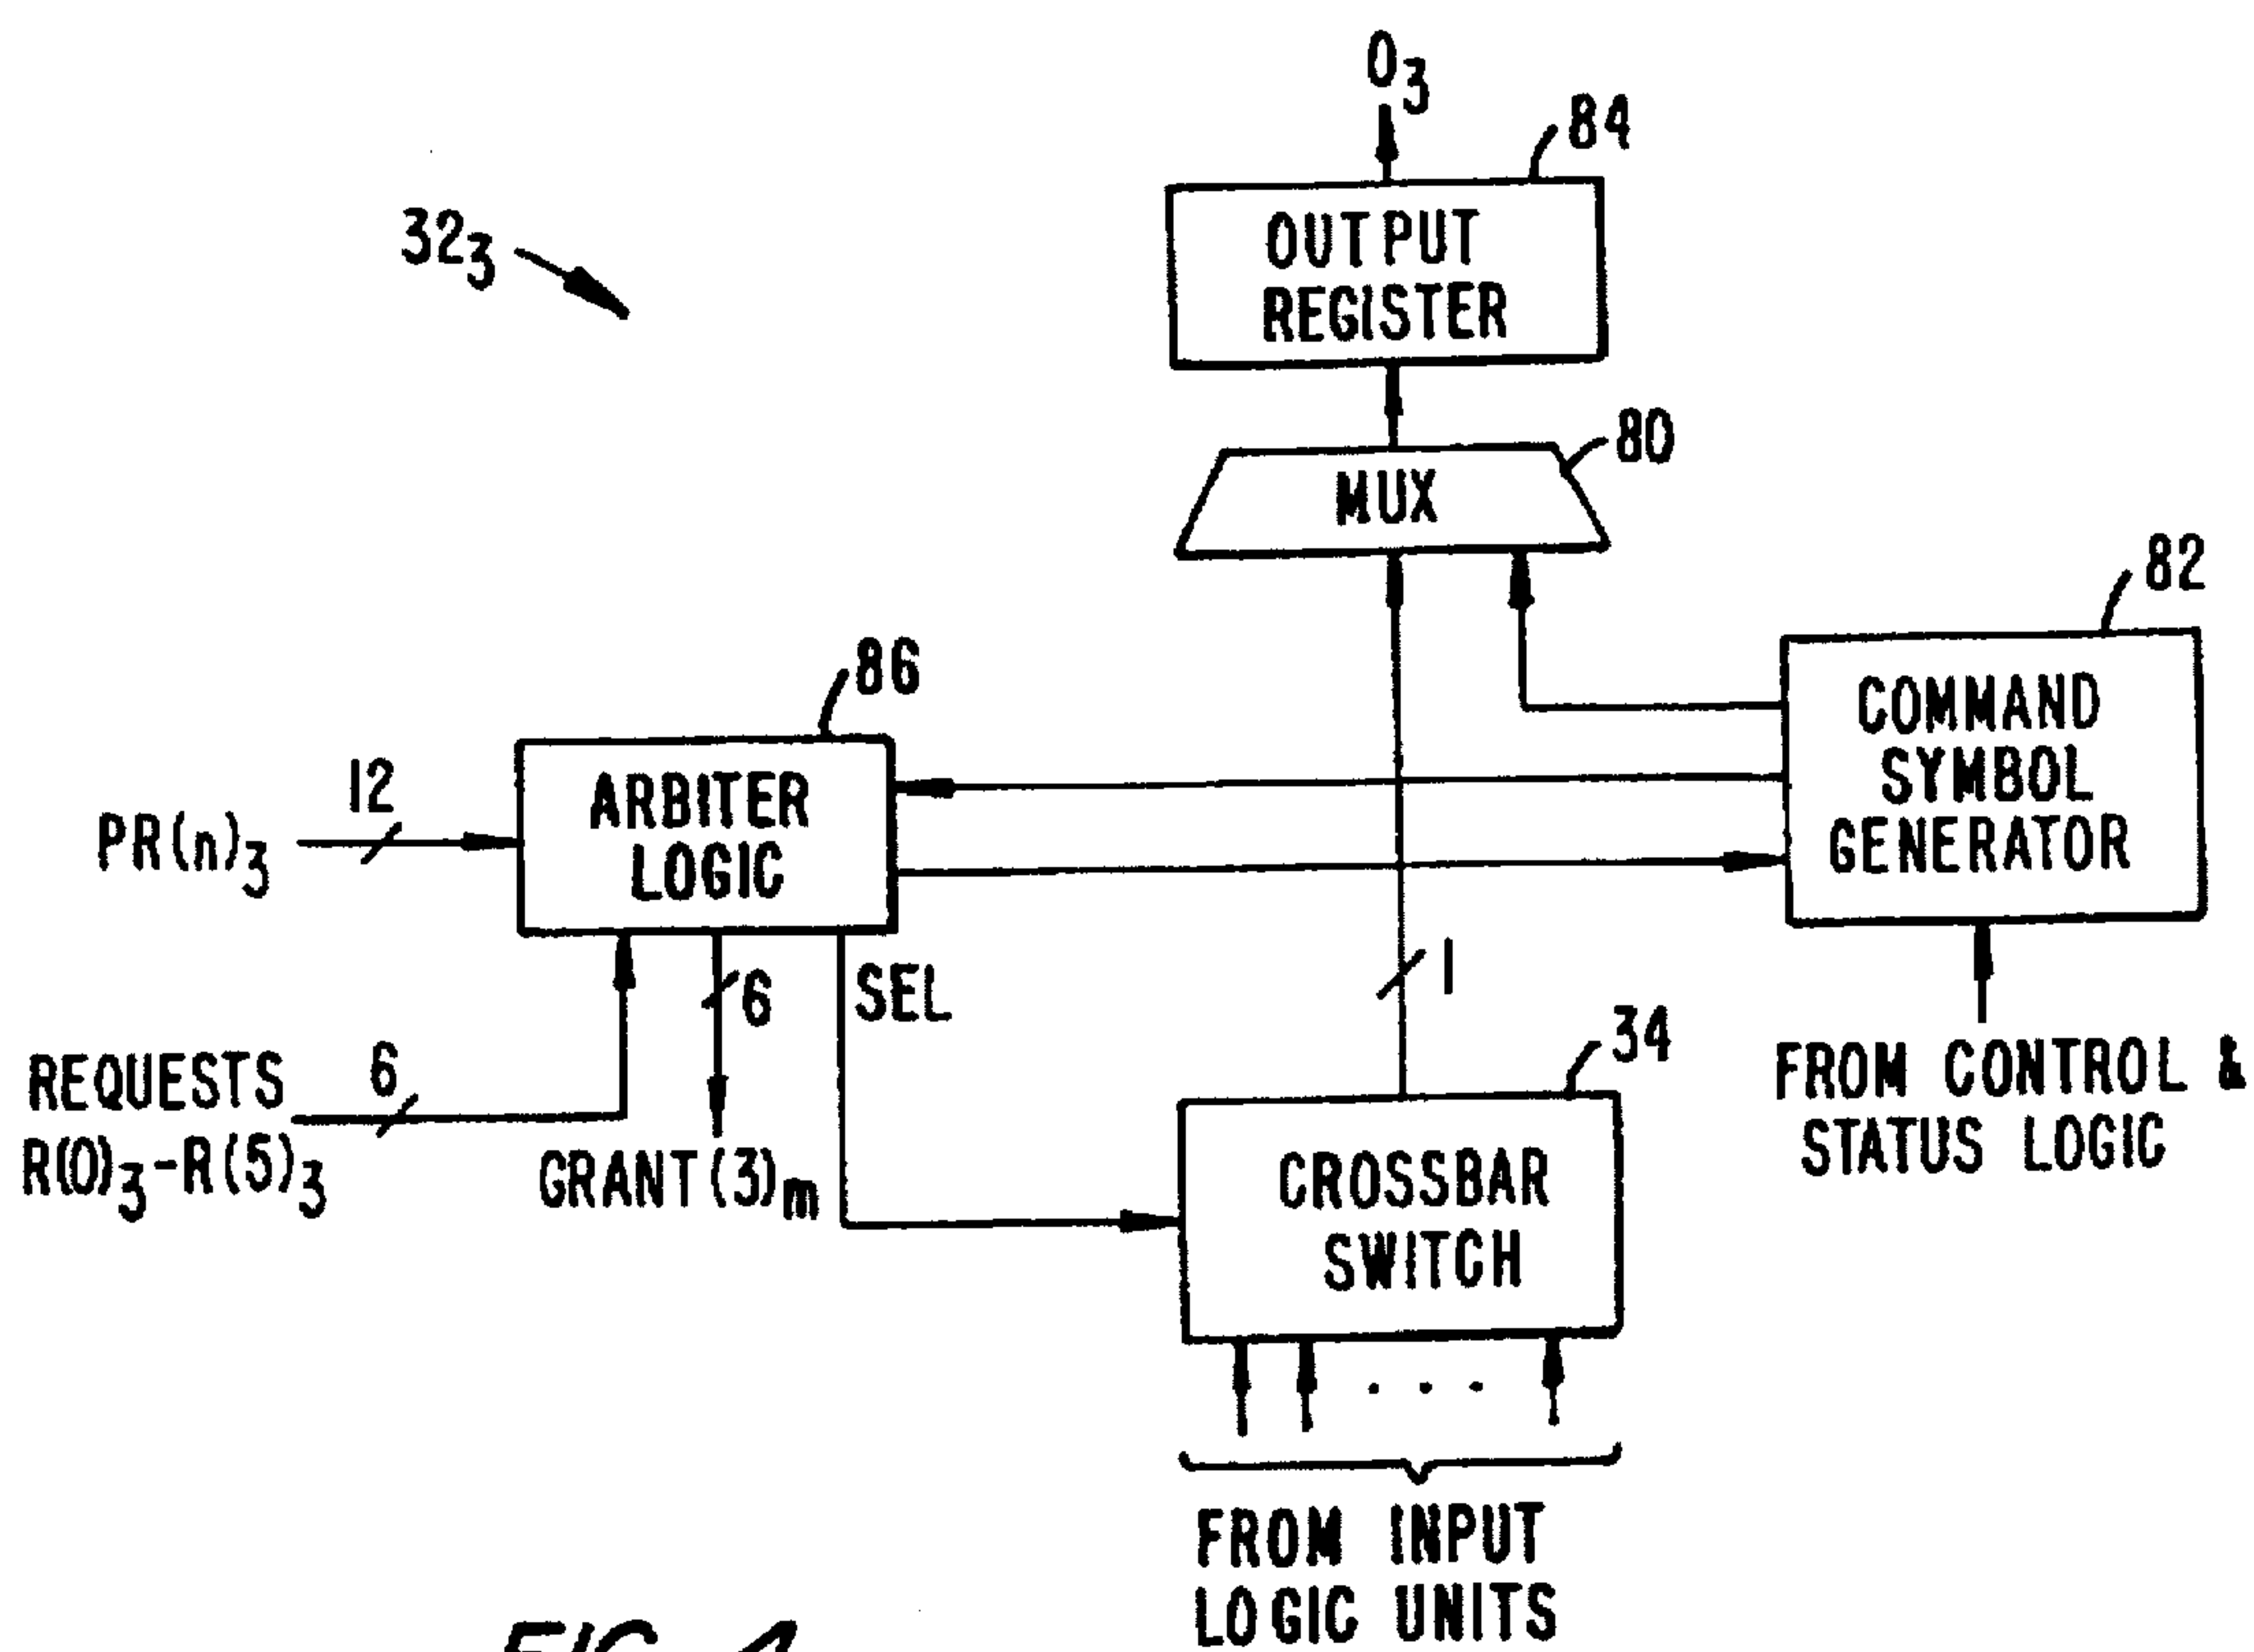 O3
84
323
OUTPUT
REGISTER
80
MUX
82
86
COMMAND
SYMBOL
GENERATOR
ARBITER
LOGIC
12
PR(n)3
SEL
6
1
34
REQUESTS
R(0)3-R(5)3
6
GRANT(3)m
FROM CONTROL &
STATUS LOGIC
CROSSBAR
SWITCH
. . .
FROM INPUT
LOGIC UNITS